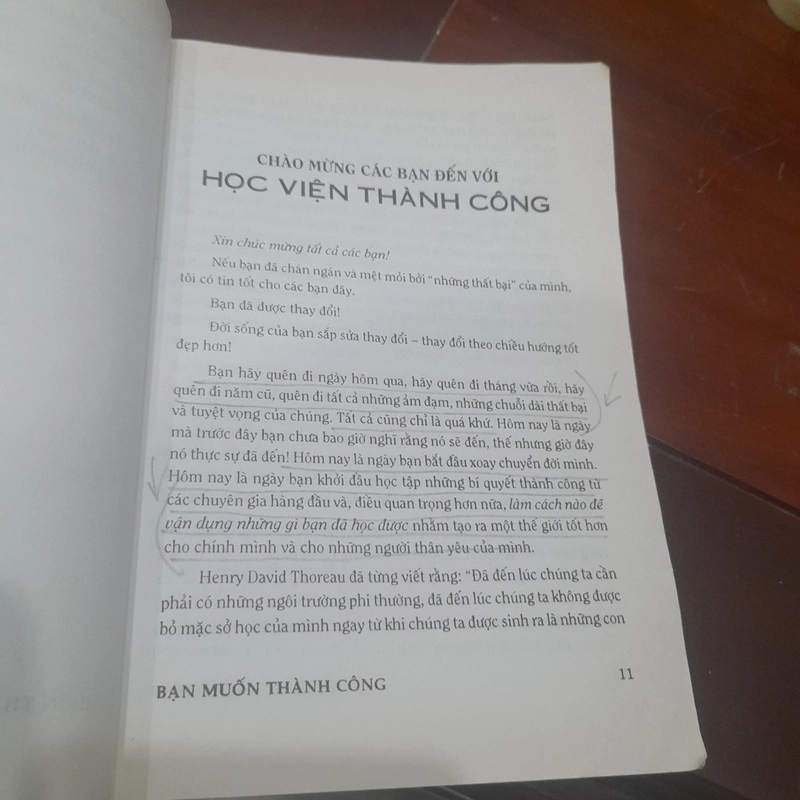 CHÀO MỪNG CÁC BẠN ĐẾN VỚI
HỌC VIỆN THÀNH CÔNG
Xin chúc mừng tất cả các bạn!
Nếu bạn đã chán ngán và mệt mỏi bởi “những thất bại” của mình,
tôi có tin tốt cho các bạn đây.
Bạn đã được thay đổi!
Đời sống của bạn sắp sửa thay đổi – thay đổi theo chiều hướng tốt
đẹp hơn!
Bạn hãy quên đi ngày hôm qua, hãy quên đi tháng vừa rồi, hãy
quên đi năm cũ, quên đi tất cả những ảm đạm, những chuỗi dài thất bại
và tuyệt vọng của chúng. Tất cả cũng chỉ là quá khứ. Hôm nay là ngày
mà trước đây bạn chưa bao giờ nghĩ rằng nó sẽ đến, thế nhưng giờ đây
nó thực sự đã đến! Hôm nay là ngày bạn bắt đầu xoay chuyển đời mình.
Hôm nay là ngày bạn khởi đầu học tập những bí quyết thành công từ
các chuyên gia hàng đầu và, điều quan trọng hơn nữa, làm cách nào để
vận dụng những gì bạn đã học được nhằm tạo ra một thế giới tốt hơn
cho chính mình và cho những người thân yêu của mình.
Henry David Thoreau đã từng viết rằng: “Đã đến lúc chúng ta cần
phải có những ngôi trường phi thường, đã đến lúc chúng ta không được
bỏ mặc sở học của mình ngay từ khi chúng ta được sinh ra là những con
BẠN MUỐN THÀNH CÔNG
11